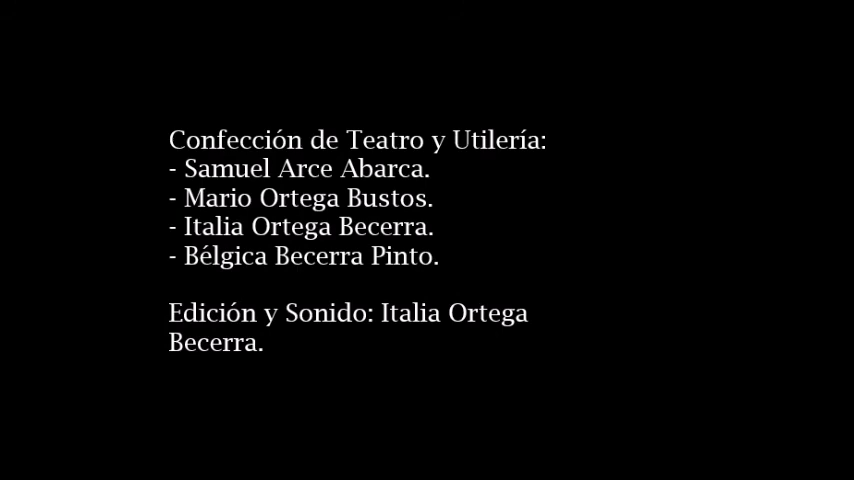 Confección de Teatro y Utilería:
- Samuel Arce Abarca.
- Mario Ortega Bustos.
- Italia Ortega Becerra.
- Bélgica Becerra Pinto.
Edición y Sonido: Italia Ortega
Becerra.